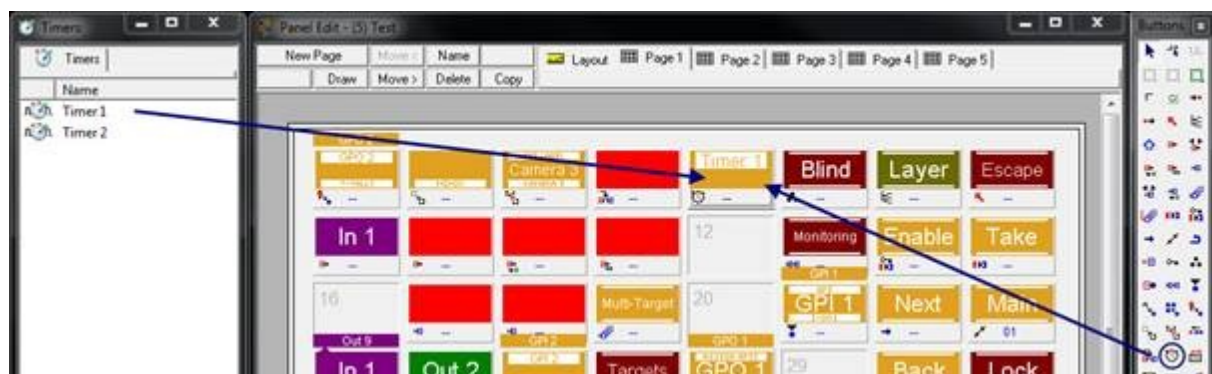 Timers
Panel Edit - (5) Test
Buttons
Timers
New Page
Move <
Name
Layout
Page 1
Page 2
Page 3
Page 4
Page 5
Draw
Move >
Delete
Copy
Name
Timer 1
Timer 2
GPO 2
Camera 3
Timer 1
Blind
Layer
Escape
In 1
12
Monitoring
Enable
Take
GPI 1
16
Multi-Target
20
GPI 1
Next
Main
01
Out 9
GPI 2
GPO 1
In 1
Out 2
Targets
GPO 1
29
Back
Lock